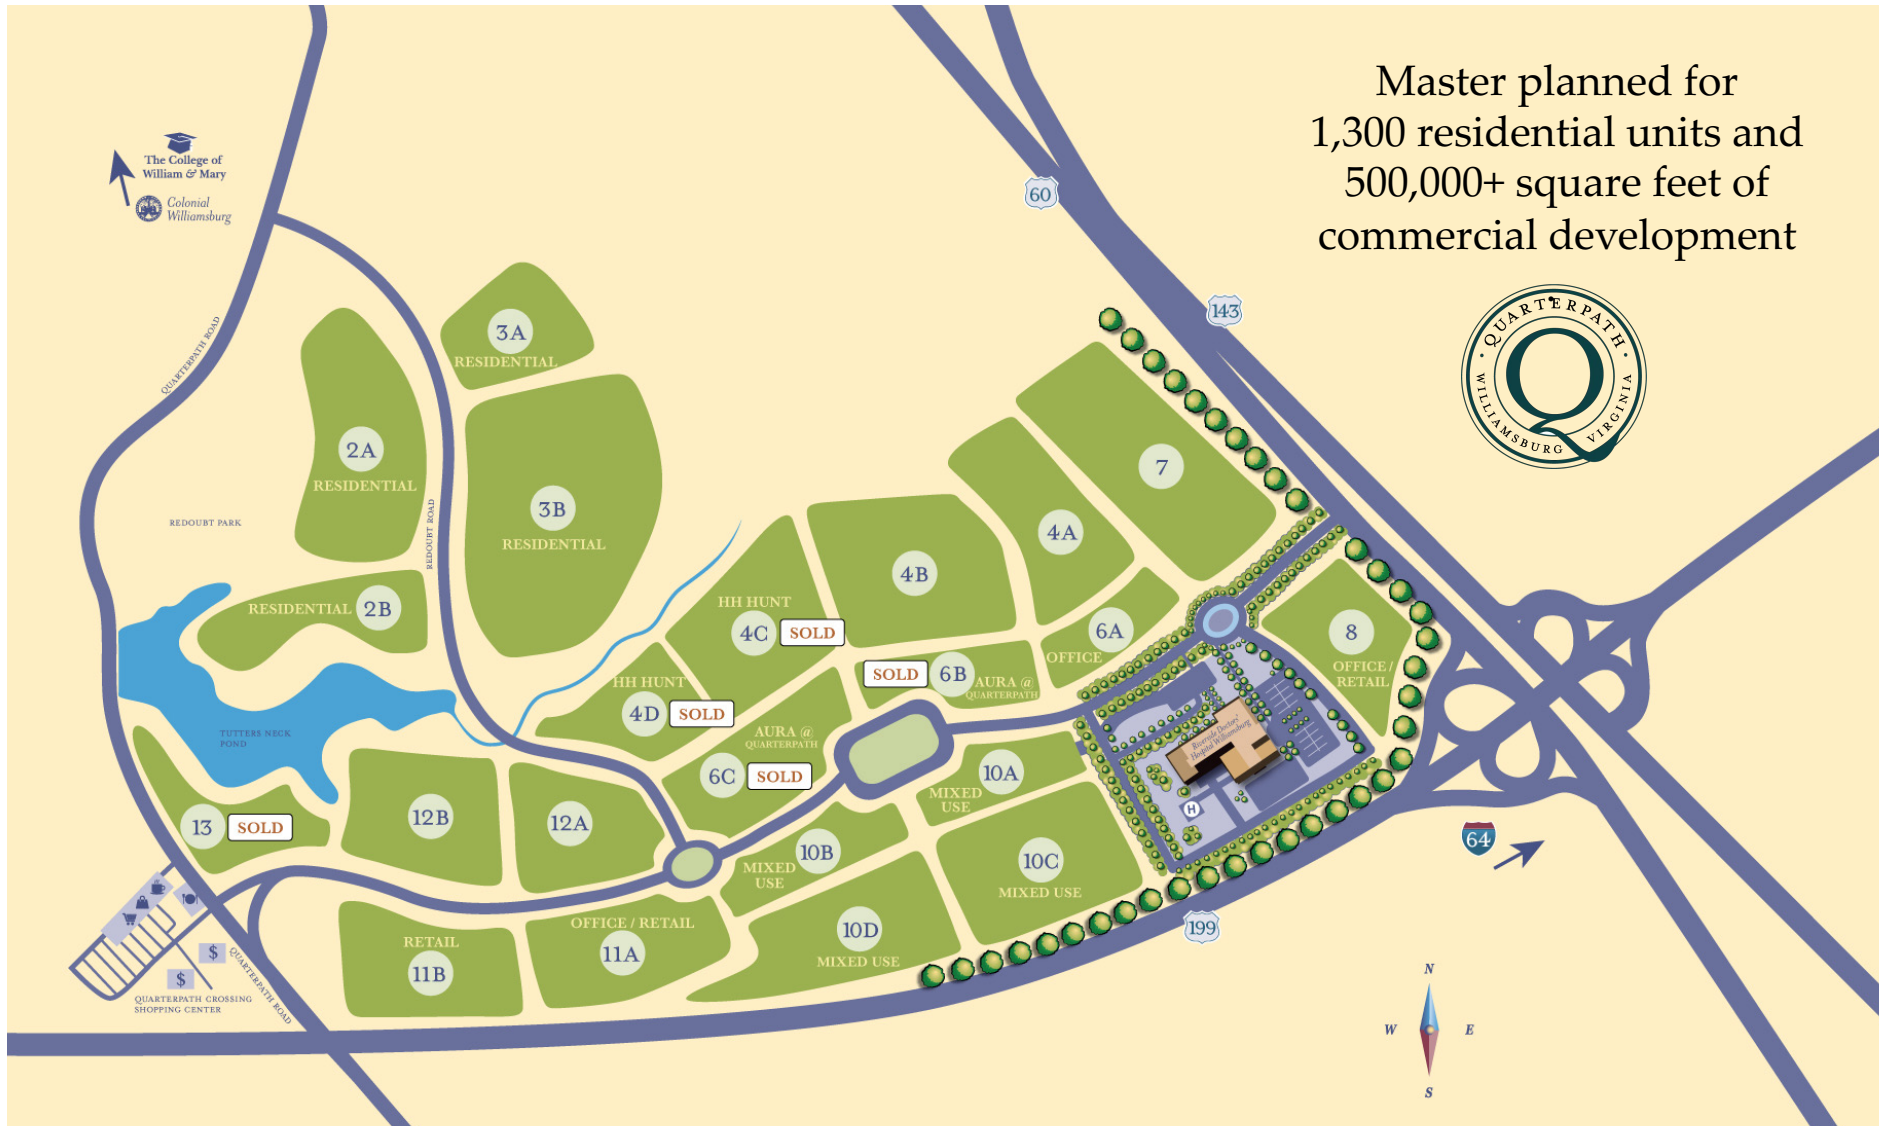 Master planned for
1,300 residential units and
500,000+ square feet of
commercial development
QUARTERPATH
WILLIAMSBURG VIRGINIA
Q
The College of
William & Mary
Colonial
Williamsburg
60
143
QUARTERPATH ROAD
3A
RESIDENTIAL
2A
RESIDENTIAL
REDOUBT PARK
REDOUBT ROAD
3B
RESIDENTIAL
7
4A
4B
RESIDENTIAL 2B
HH HUNT
4C SOLD
6A
OFFICE
8
OFFICE /
RETAIL
SOLD 6B AURA @
QUARTERPATH
HH HUNT
4D SOLD
TUTTERS NECK
POND
AURA @
QUARTERPATH
6C SOLD
Riverside Doctors'
Hospital Williamsburg
H
10A
MIXED
USE
13 SOLD
12B
12A
10B
MIXED
USE
10C
MIXED USE
64
199
RETAIL
11B
OFFICE / RETAIL
11A
10D
MIXED USE
$
$
QUARTERPATH ROAD
QUARTERPATH CROSSING
SHOPPING CENTER
N
W E
S